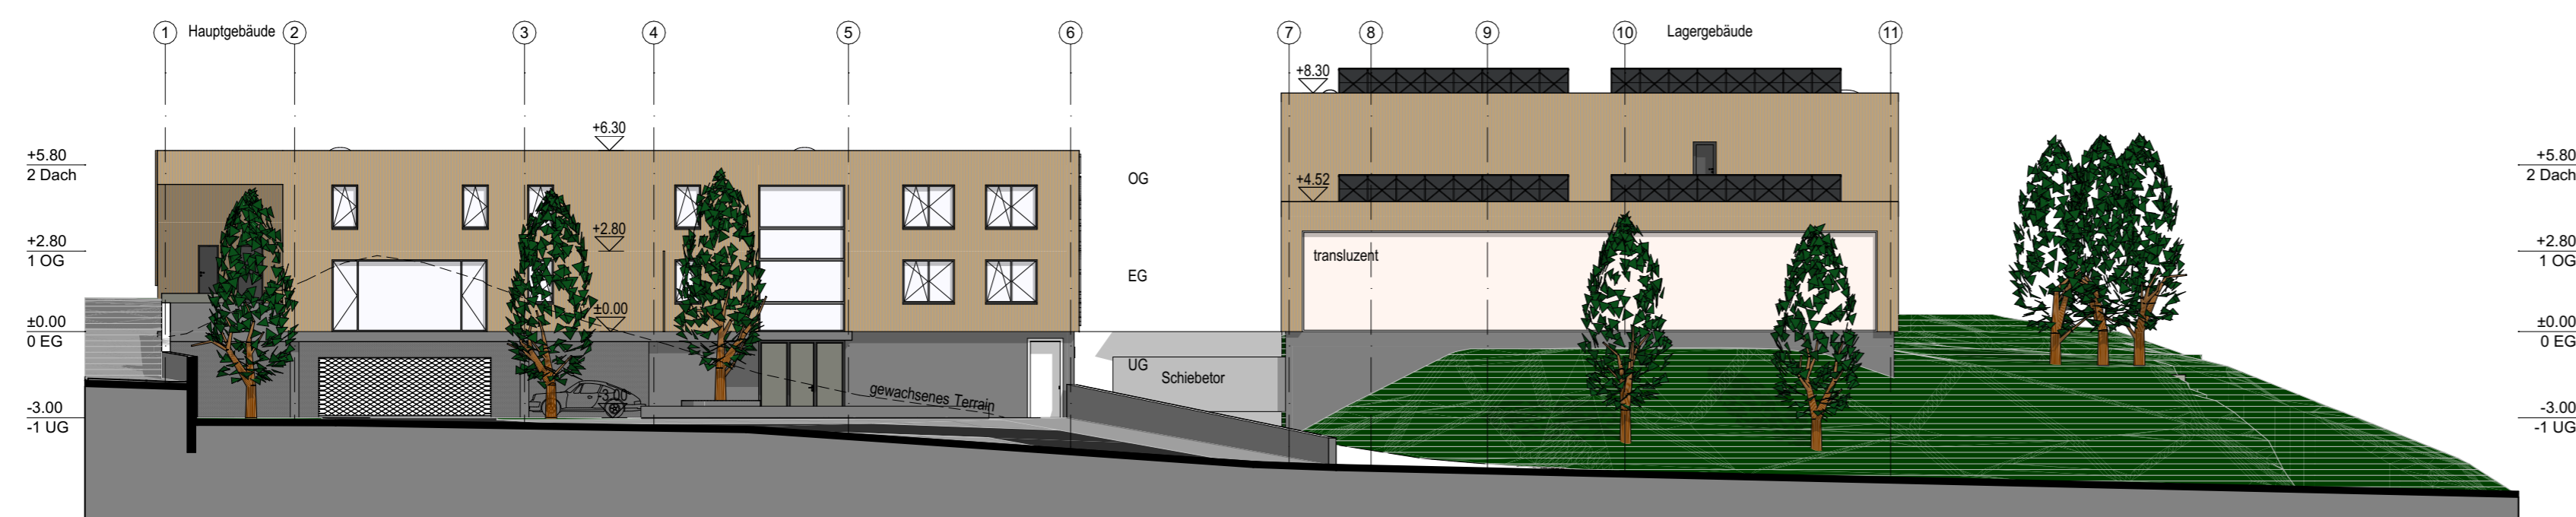 1 Hauptgebäude 2 3 4 5 6 7 8 9 10 Lagergebäude 11
+8.30
+6.30
+5.80
2 Dach
OG
+4.52
+5.80
2 Dach
+2.80
+2.80
1 OG
transluzent
EG
+2.80
1 OG
±0.00
±0.00
0 EG
±0.00
0 EG
UG
Schiebetor
-3.00
gewachsenes Terrain
-3.00
-1 UG
-3.00
-1 UG